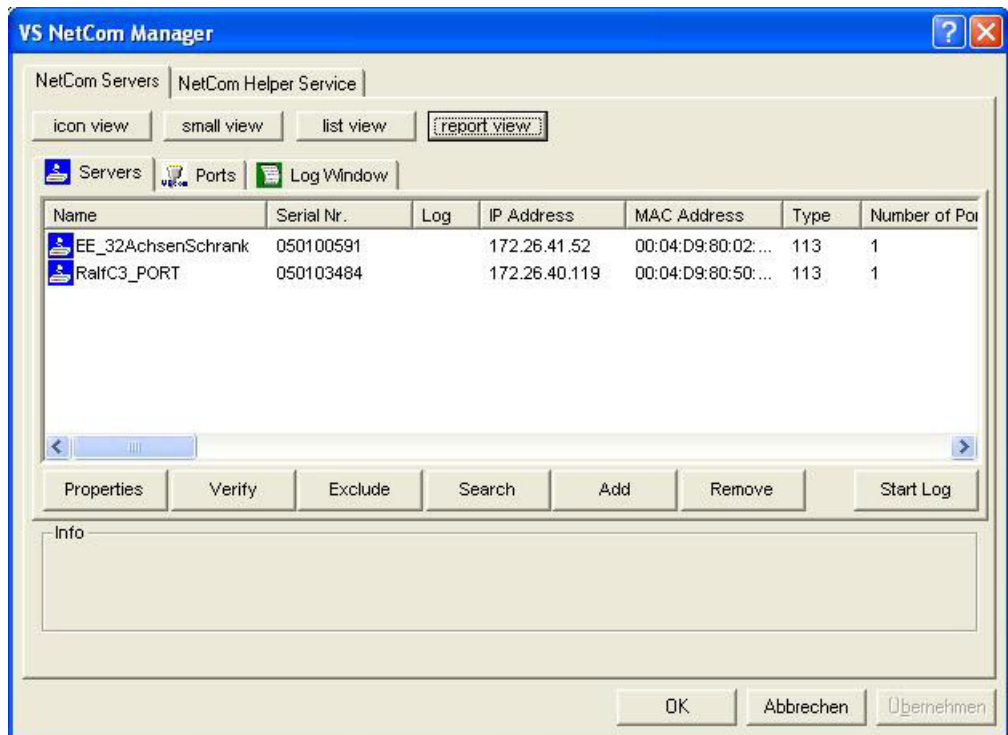 VS NetCom Manager
NetCom Servers NetCom Helper Service
icon view small view list view report view
Servers Ports Log Window
Name Serial Nr. Log IP Address MAC Address Type Number of Por
EE_32AchsenSchrank 050100591 172.26.41.52 00:04:D9:80:02:... 113 1
RalfC3_PORT 050103484 172.26.40.119 00:04:D9:80:50:... 113 1
Properties Verify Exclude Search Add Remove Start Log
Info
OK Abbrechen Übernehmen